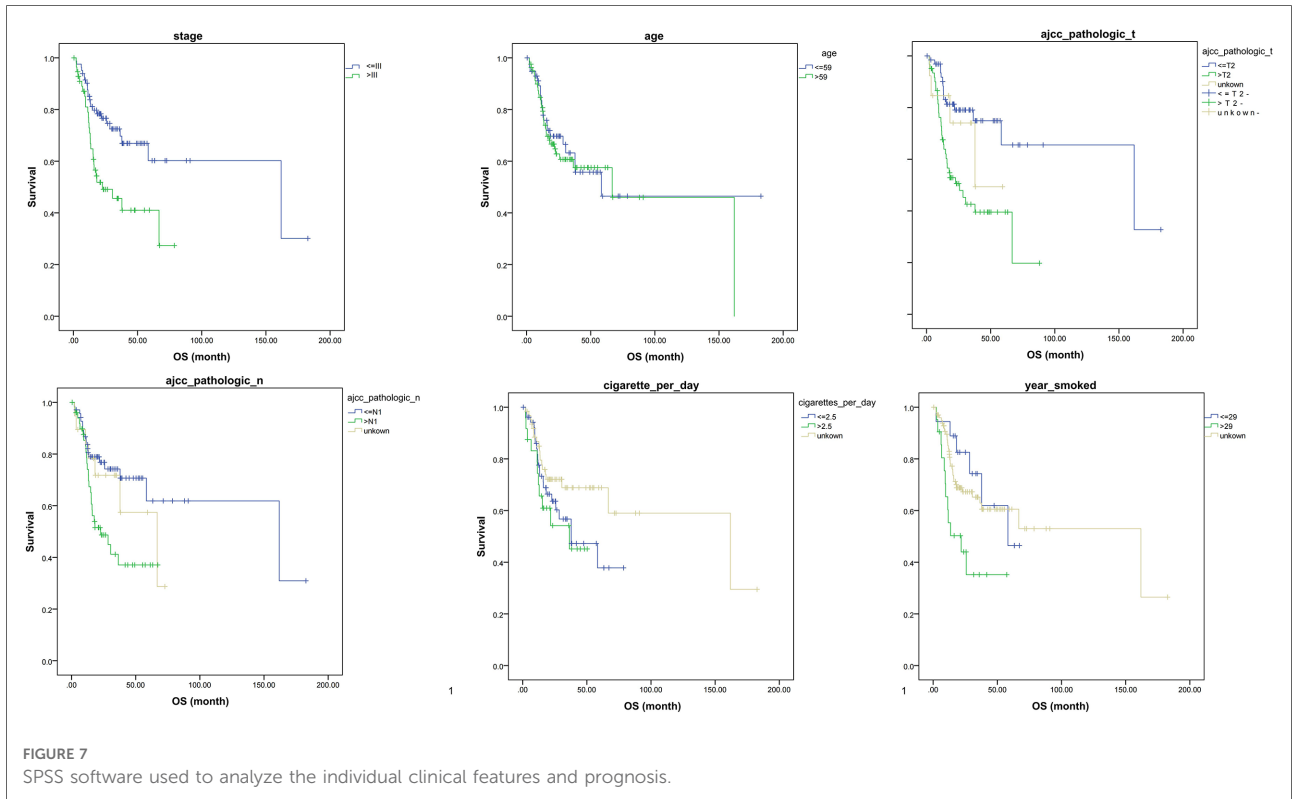 stage
1.0
0.8
0.6
0.4
0.2
0.0
Survival
.00 50.00 100.00 150.00 200.00
OS (month)
<=III
>III
age
1.0
0.8
0.6
0.4
0.2
0.0
Survival
.00 50.00 100.00 150.00 200.00
OS (month)
age
<=59
>59
ajcc_pathologic_t
.00 50.00 100.00 150.00 200.00
OS (month)
ajcc_pathologic_t
<=T2
>T2
unkown
< = T 2 -
> T 2 -
u n k o w n -
ajcc_pathologic_n
1.0
0.8
0.6
0.4
0.2
0.0
Survival
.00 50.00 100.00 150.00 200.00
OS (month)
ajcc_pathologic_n
<=N1
>N1
unkown
1
cigarette_per_day
1.0
0.8
0.6
0.4
0.2
0.0
Survival
.00 50.00 100.00 150.00 200.00
OS (month)
cigarettes_per_day
<=2.5
>2.5
unkown
1
year_smoked
1.0
0.8
0.6
0.4
0.2
0.0
Survival
.00 50.00 100.00 150.00 200.00
OS (month)
<=29
>29
unkown
FIGURE 7
SPSS software used to analyze the individual clinical features and prognosis.